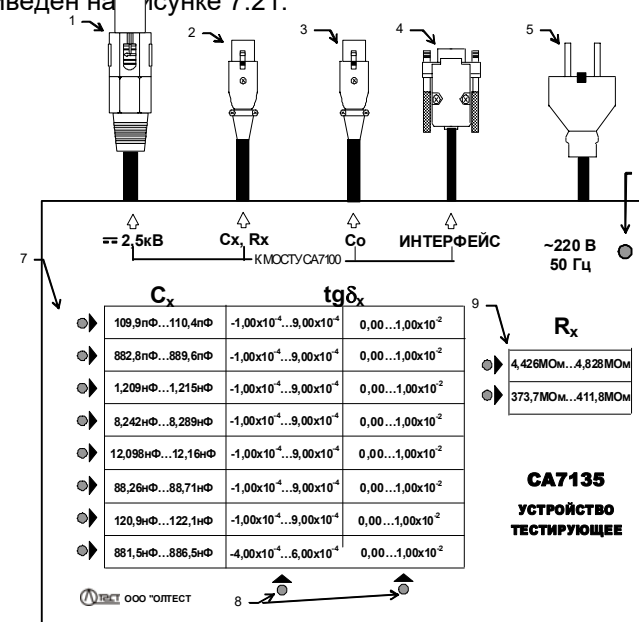 иведен на рисунке 7.21.
1
2
3
4
5
2,5кВ
Cx, Rx
Co
ИНТЕРФЕЙС
К МОСТУ СА7100
~220 В
50 Гц
7
Cx
tgδx
9
Rx
109,9пФ...110,4пФ -1,00x10⁻⁴...9,00x10⁻⁴ 0,00...1,00x10⁻²
882,8пФ...889,6пФ -1,00x10⁻⁴...9,00x10⁻⁴ 0,00...1,00x10⁻²
1,209нФ...1,215нФ -1,00x10⁻⁴...9,00x10⁻⁴ 0,00...1,00x10⁻²
8,242нФ...8,289нФ -1,00x10⁻⁴...9,00x10⁻⁴ 0,00...1,00x10⁻²
12,098нФ...12,16нФ -1,00x10⁻⁴...9,00x10⁻⁴ 0,00...1,00x10⁻²
88,26нФ...88,71нФ -1,00x10⁻⁴...9,00x10⁻⁴ 0,00...1,00x10⁻²
120,9нФ...122,1нФ -1,00x10⁻⁴...9,00x10⁻⁴ 0,00...1,00x10⁻²
881,5нФ...886,5нФ -4,00x10⁻⁴...6,00x10⁻⁴ 0,00...1,00x10⁻²
4,426МОм...4,828МОм
373,7МОм...411,8МОм
СА7135
УСТРОЙСТВО
ТЕСТИРУЮЩЕЕ
ТЕСТ ООО "ОЛТЕСТ
8